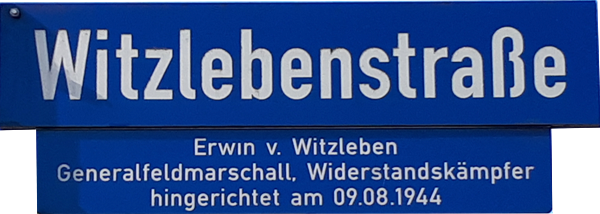 Witzlebenstraße
Erwin v. Witzleben
Generalfeldmarschall, Widerstandskämpfer
hingerichtet am 09.08.1944